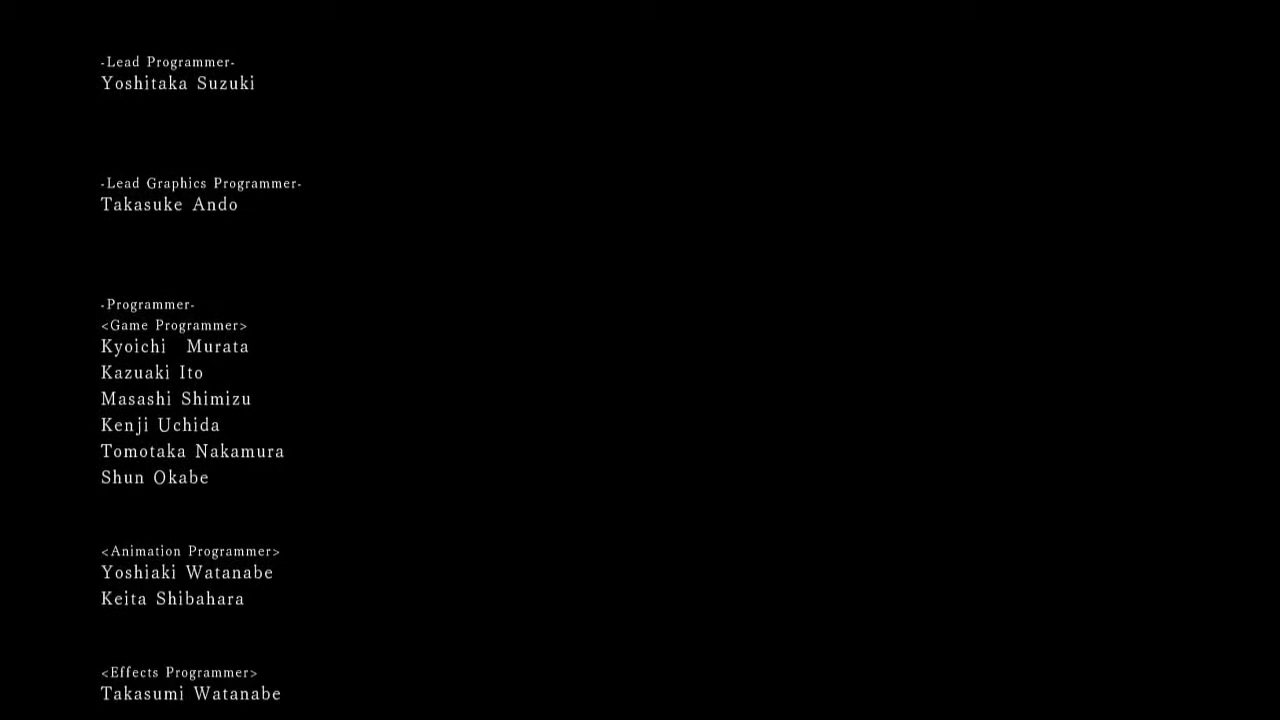 -Lead Programmer-
Yoshitaka Suzuki
-Lead Graphics Programmer-
Takasuke Ando
-Programmer-
<Game Programmer>
Kyoichi　Murata
Kazuaki Ito
Masashi Shimizu
Kenji Uchida
Tomotaka Nakamura
Shun Okabe
<Animation Programmer>
Yoshiaki Watanabe
Keita Shibahara
<Effects Programmer>
Takasumi Watanabe